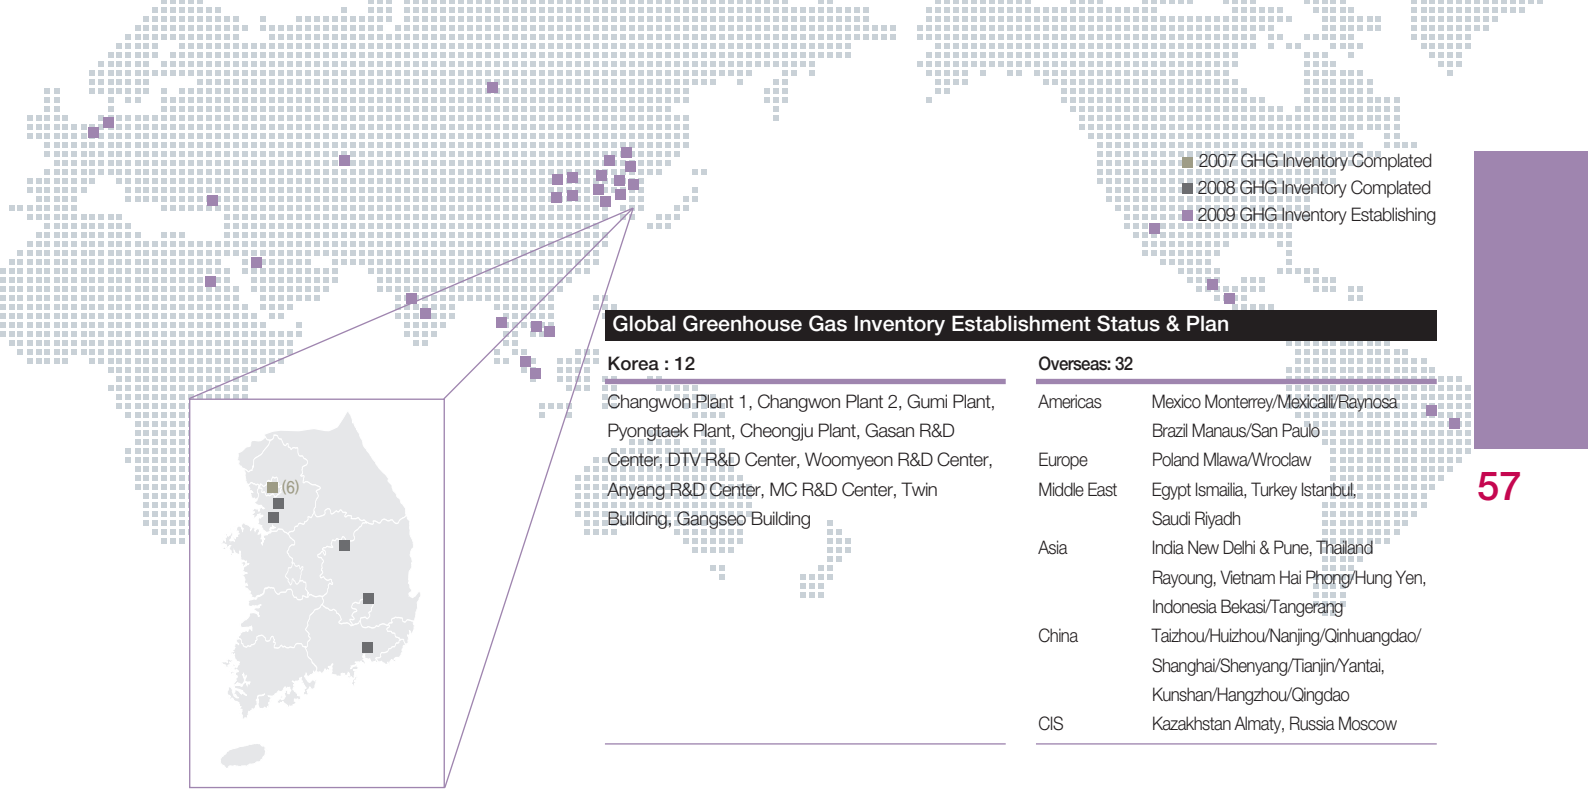 2007 GHG Inventory Complated
2008 GHG Inventory Complated
2009 GHG Inventory Establishing
Global Greenhouse Gas Inventory Establishment Status & Plan
Korea : 12
Changwon Plant 1, Changwon Plant 2, Gumi Plant,
Pyongtaek Plant, Cheongju Plant, Gasan R&D
Center, DTV R&D Center, Woomyeon R&D Center,
Anyang R&D Center, MC R&D Center, Twin
Building, Gangseo Building
Overseas: 32
Americas Mexico Monterrey/Mexicalli/Raynosa
Brazil Manaus/San Paulo
Europe Poland Mlawa/Wroclaw
Middle East Egypt Ismailia, Turkey Istanbul,
Saudi Riyadh
Asia India New Delhi & Pune, Thailand
Rayoung, Vietnam Hai Phong/Hung Yen,
Indonesia Bekasi/Tangerang
China Taizhou/Huizhou/Nanjing/Qinhuangdao/
Shanghai/Shenyang/Tianjin/Yantai,
Kunshan/Hangzhou/Qingdao
CIS Kazakhstan Almaty, Russia Moscow
(6)
57